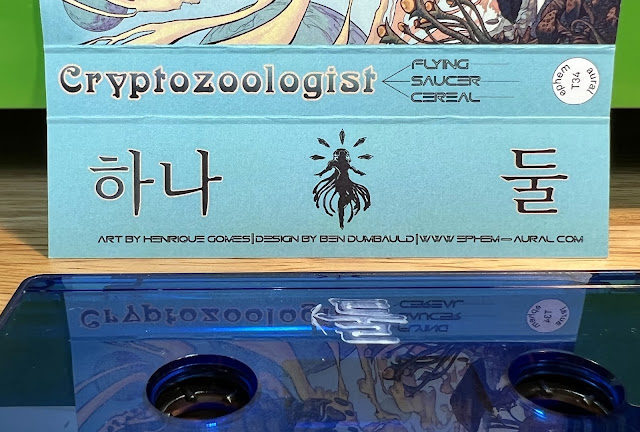 Cryptozoologist
FLYING
SAUCER
CEREAL
ephem
aural
T34
하나
둘
ART BY HENRIQUE GOMES|DESIGN BY BEN DUMBAULD|WWW.EPHEM-AURAL.COM